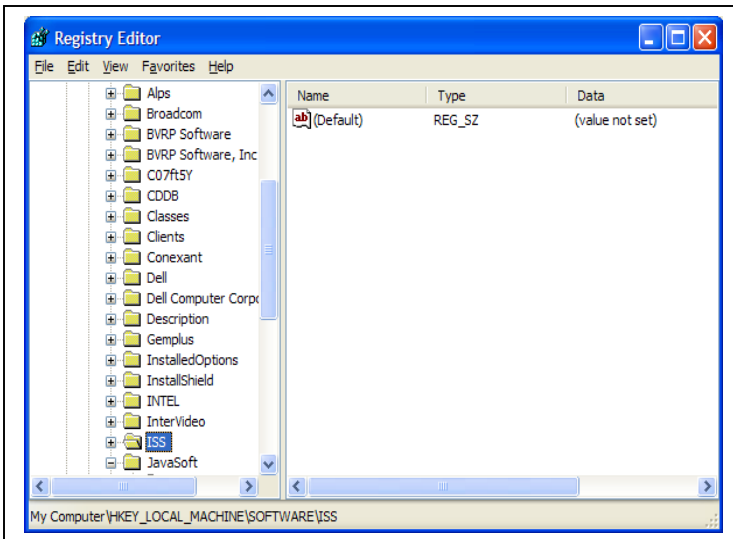 Registry Editor
File Edit View Favorites Help
Alps
Broadcom
BVRP Software
BVRP Software, Inc
C07ft5Y
CDDB
Classes
Clients
Conexant
Dell
Dell Computer Corpo
Description
Gemplus
InstalledOptions
InstallShield
INTEL
InterVideo
ISS
JavaSoft
Name Type Data
ab (Default) REG_SZ (value not set)
My Computer\HKEY_LOCAL_MACHINE\SOFTWARE\ISS